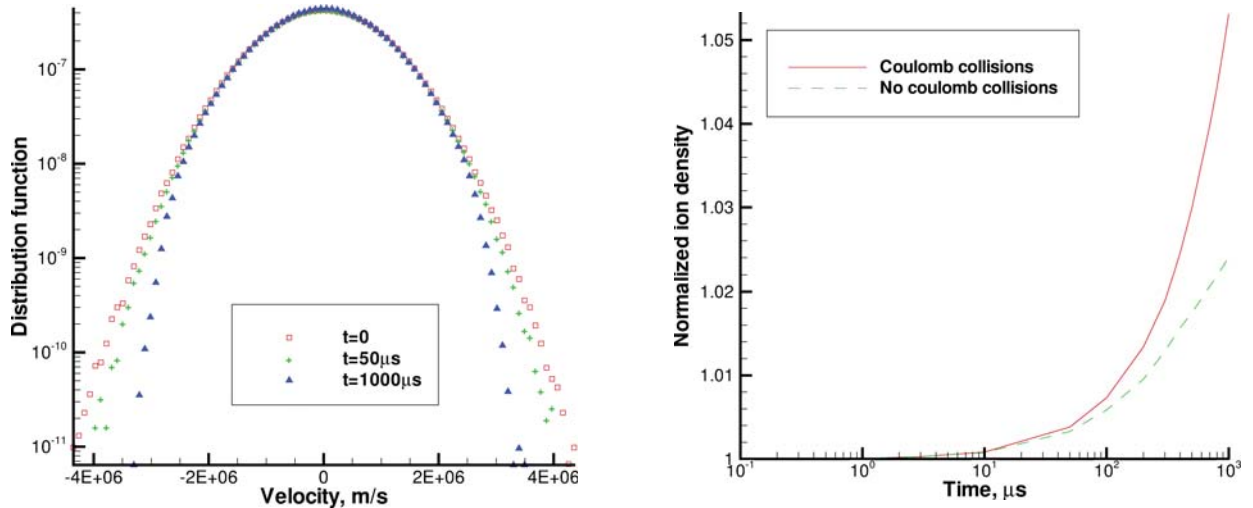 Distribution function
10⁻⁷
10⁻⁸
10⁻⁹
10⁻¹⁰
10⁻¹¹
t=0
t=50μs
t=1000μs
-4E+06 -2E+06 0 2E+06 4E+06
Velocity, m/s
Normalized ion density
1.05
1.04
1.03
1.02
1.01
1
Coulomb collisions
No coulomb collisions
10⁻¹ 10⁰ 10¹ 10² 10³
Time, μs